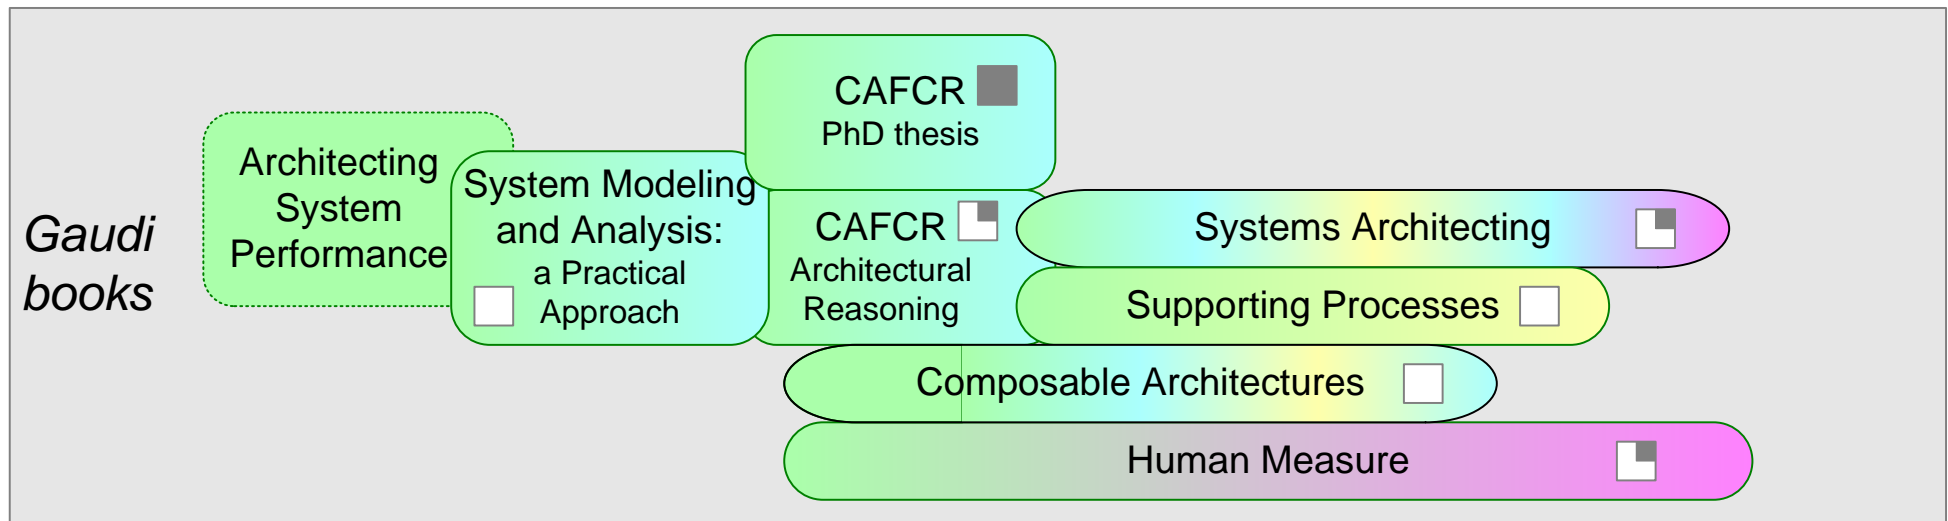 Gaudi
books
Architecting
System
Performance
System Modeling
and Analysis:
a Practical
Approach
CAFCR
PhD thesis
CAFCR
Architectural
Reasoning
Systems Architecting
Supporting Processes
Composable Architectures
Human Measure